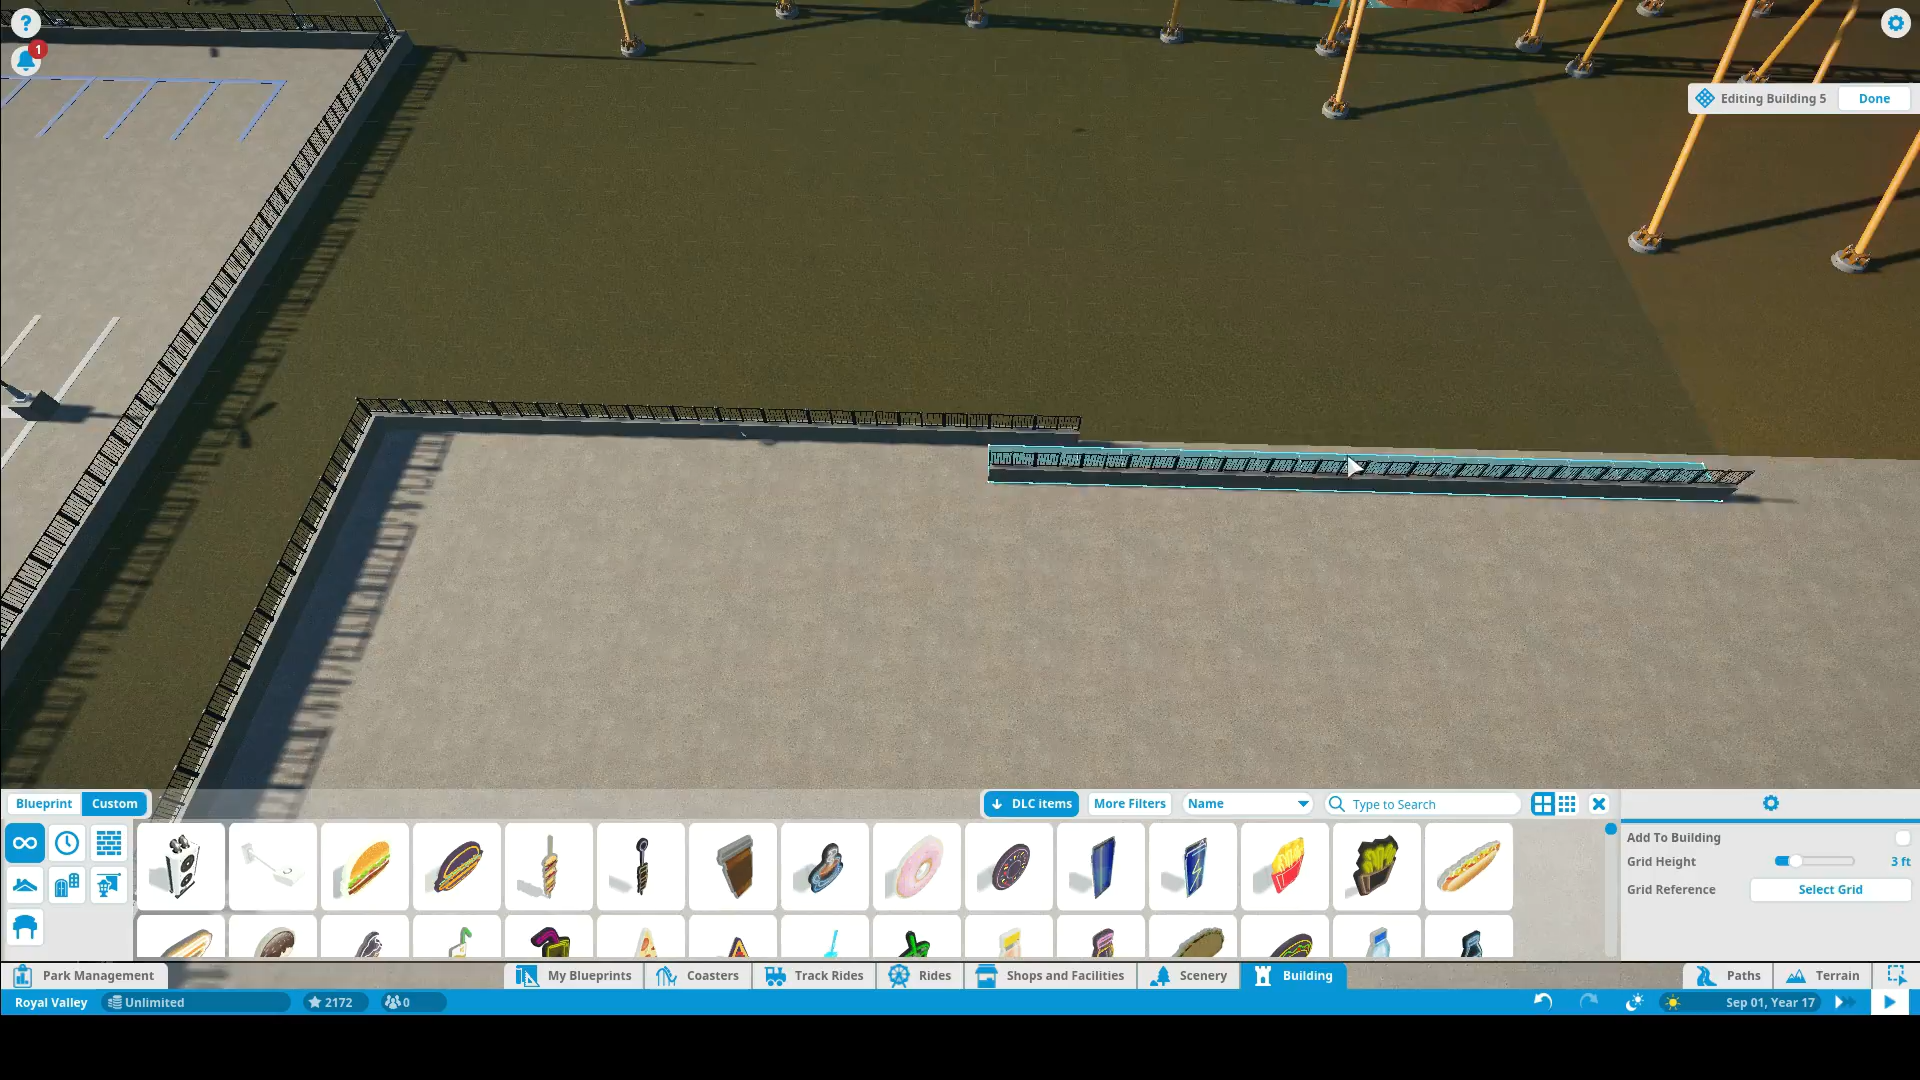 ?
1
Editing Building 5
Done
Blueprint
Custom
DLC items
More Filters
Name
Type to Search
Add To Building
Grid Height
3 ft
Grid Reference
Select Grid
Park Management
My Blueprints
Coasters
Track Rides
Rides
Shops and Facilities
Scenery
Building
Paths
Terrain
Royal Valley
Unlimited
2172
0
Sep 01, Year 17